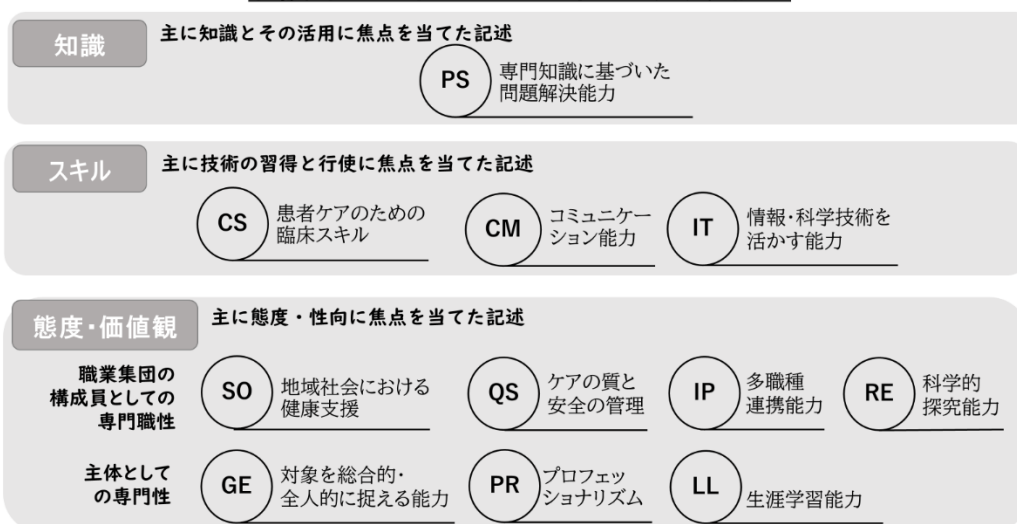 知識
主に知識とその活用に焦点を当てた記述
PS
専門知識に基づいた
問題解決能力
スキル
主に技術の習得と行使に焦点を当てた記述
CS
患者ケアのための
臨床スキル
CM
コミュニケー
ション能力
IT
情報・科学技術を
活かす能力
態度・価値観
主に態度・性向に焦点を当てた記述
職業集団の
構成員としての
専門職性
SO
地域社会における
健康支援
QS
ケアの質と
安全の管理
IP
多職種
連携能力
RE
科学的
探究能力
主体として
の専門性
GE
対象を総合的・
全人的に捉える能力
PR
プロフェッ
ショナリズム
LL
生涯学習能力